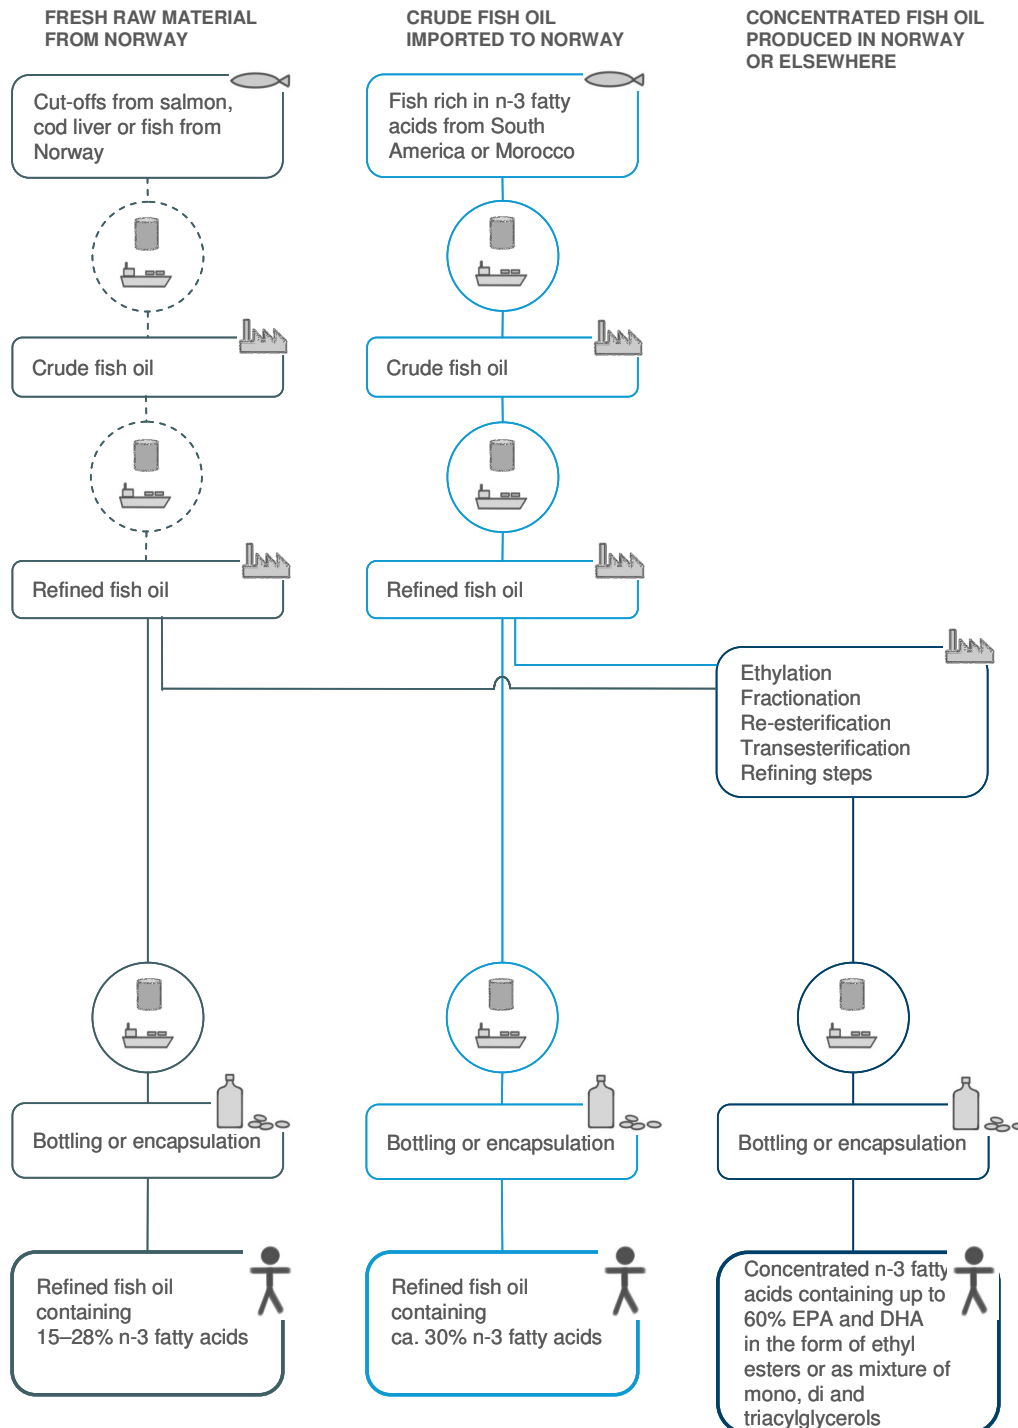 FRESH RAW MATERIAL
FROM NORWAY
CRUDE FISH OIL
IMPORTED TO NORWAY
CONCENTRATED FISH OIL
PRODUCED IN NORWAY
OR ELSEWHERE
Cut-offs from salmon,
cod liver or fish from
Norway
Fish rich in n-3 fatty
acids from South
America or Morocco
Crude fish oil
Crude fish oil
Refined fish oil
Refined fish oil
Ethylation
Fractionation
Re-esterification
Transesterification
Refining steps
Bottling or encapsulation
Bottling or encapsulation
Bottling or encapsulation
Refined fish oil
containing
15–28% n-3 fatty acids
Refined fish oil
containing
ca. 30% n-3 fatty acids
Concentrated n-3 fatty
acids containing up to
60% EPA and DHA
in the form of ethyl
esters or as mixture of
mono, di and
triacylglycerols